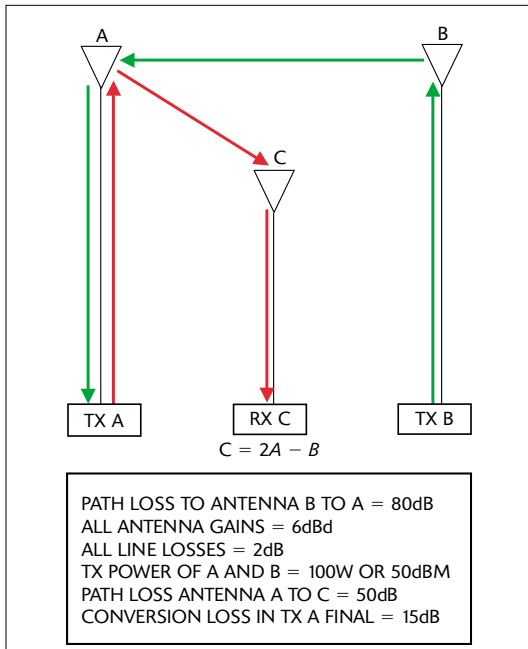 A
B
C
TX A
RX C
TX B
C = 2A − B
PATH LOSS TO ANTENNA B TO A = 80dB
ALL ANTENNA GAINS = 6dBd
ALL LINE LOSSES = 2dB
TX POWER OF A AND B = 100W OR 50dBM
PATH LOSS ANTENNA A TO C = 50dB
CONVERSION LOSS IN TX A FINAL = 15dB